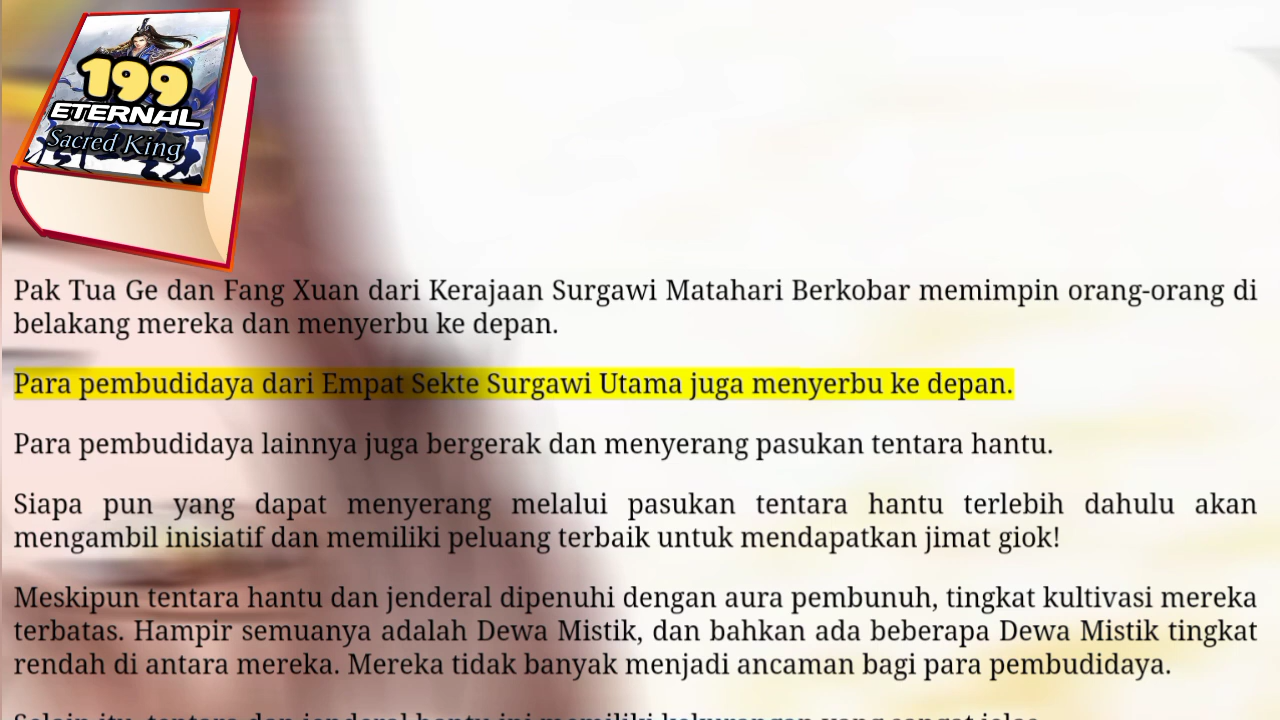 199
ETERNAL
Sacred King
Pak Tua Ge dan Fang Xuan dari Kerajaan Surgawi Matahari Berkobar memimpin orang-orang di
belakang mereka dan menyerbu ke depan.
Para pembudidaya dari Empat Sekte Surgawi Utama juga menyerbu ke depan.
Para pembudidaya lainnya juga bergerak dan menyerang pasukan tentara hantu.
Siapa pun yang dapat menyerang melalui pasukan tentara hantu terlebih dahulu akan
mengambil inisiatif dan memiliki peluang terbaik untuk mendapatkan jimat giok!
Meskipun tentara hantu dan jenderal dipenuhi dengan aura pembunuh, tingkat kultivasi mereka
terbatas. Hampir semuanya adalah Dewa Mistik, dan bahkan ada beberapa Dewa Mistik tingkat
rendah di antara mereka. Mereka tidak banyak menjadi ancaman bagi para pembudidaya.